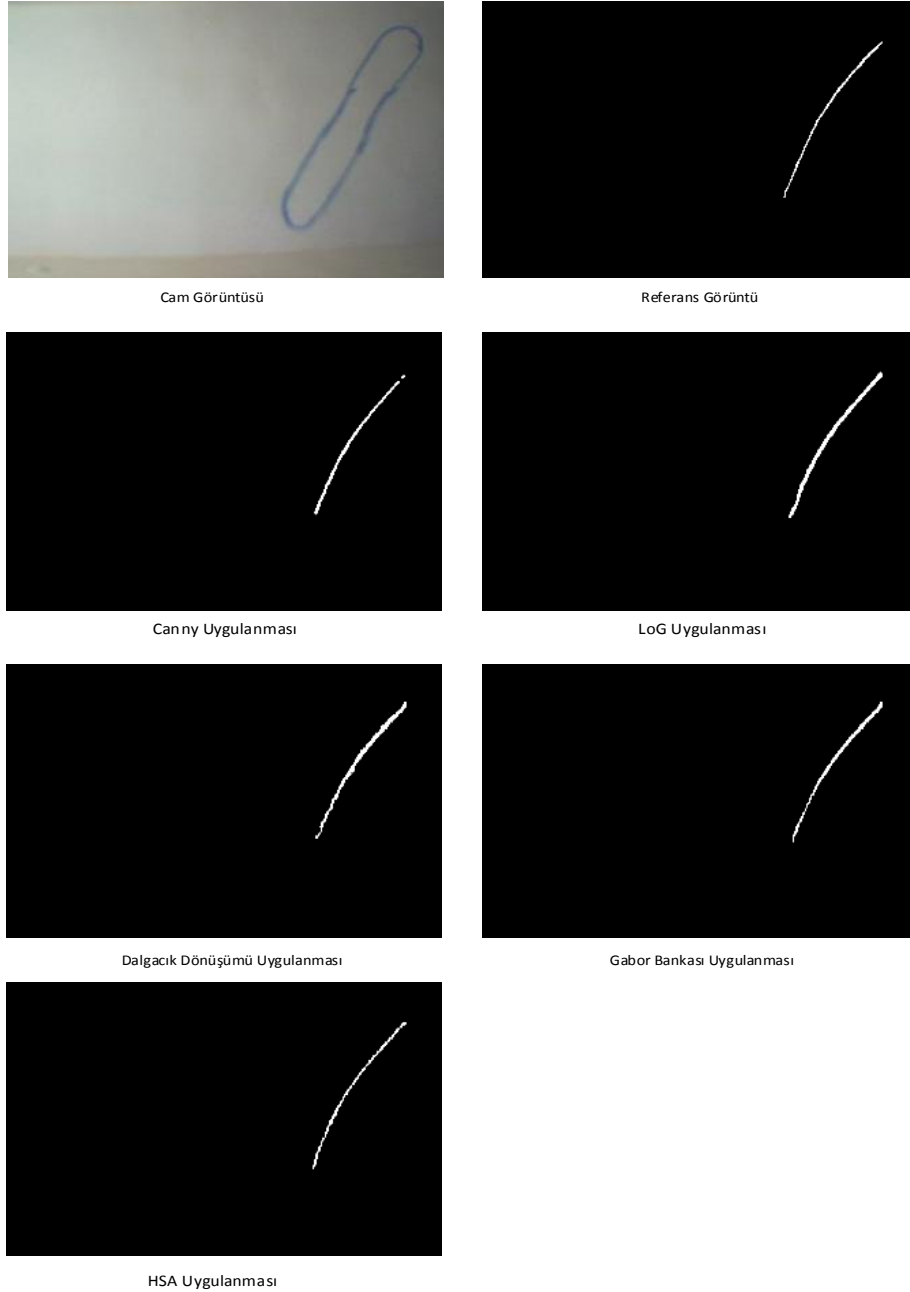 Cam Görüntüsü
Referans Görüntü
Canny Uygulanması
LoG Uygulanması
Dalgacık Dönüşümü Uygulanması
Gabor Bankası Uygulanması
HSA Uygulanması